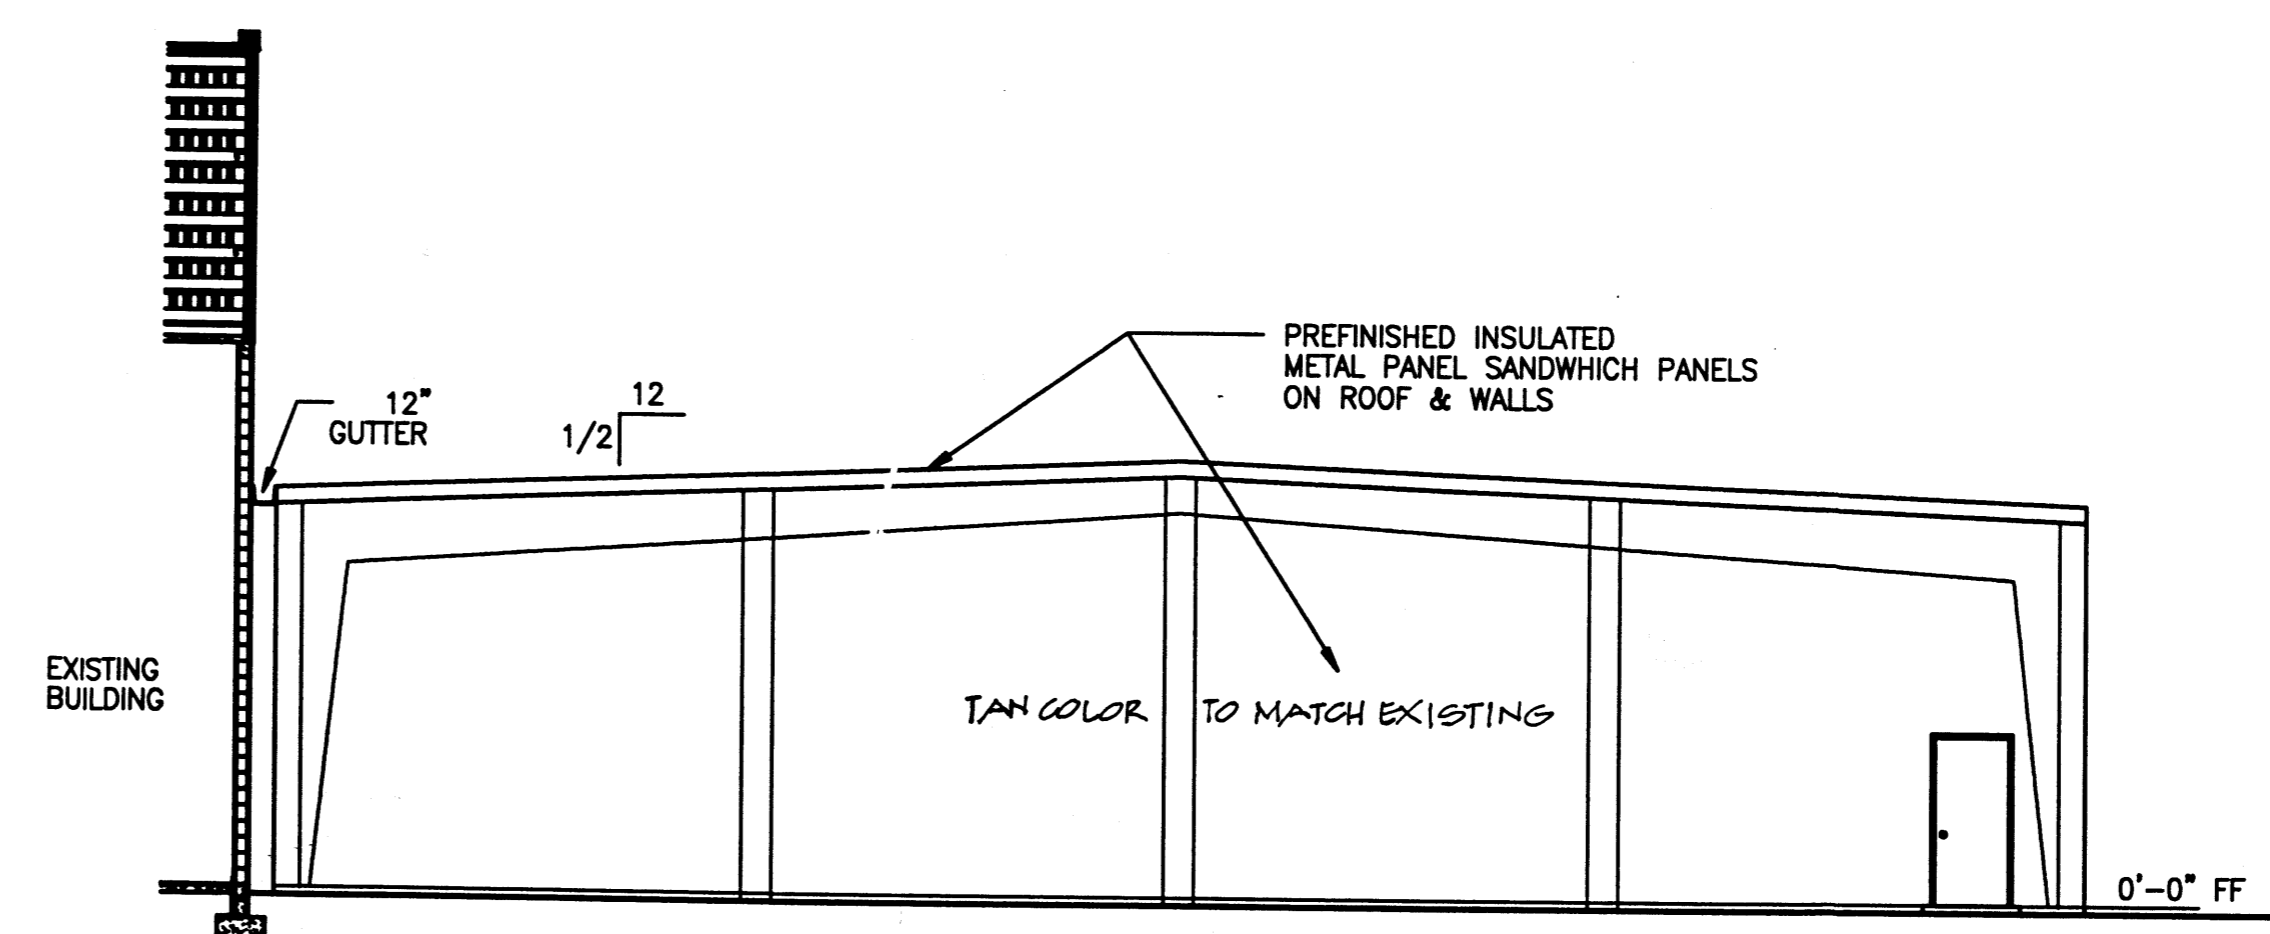 PREFINISHED INSULATED
METAL PANEL SANDWHICH PANELS
ON ROOF & WALLS
12"
GUTTER
12
1/2
EXISTING
BUILDING
TAN COLOR TO MATCH EXISTING
0'-0" FF